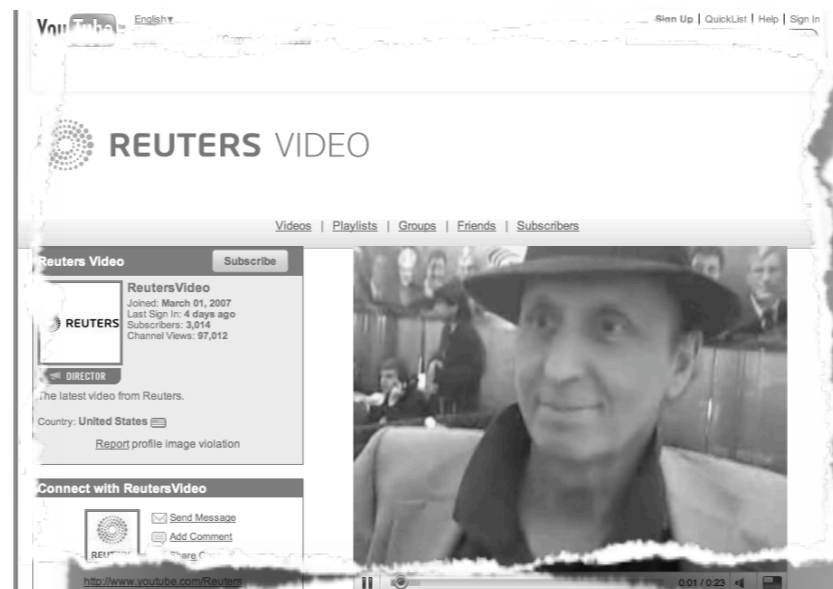 YouTube
English
Sign Up | QuickList | Help | Sign In
REUTERS VIDEO
Videos | Playlists | Groups | Friends | Subscribers
Reuters Video
Subscribe
REUTERS
DIRECTOR
ReutersVideo
Joined: March 01, 2007
Last Sign In: 4 days ago
Subscribers: 3,014
Channel Views: 97,012
The latest video from Reuters.
Country: United States
Report profile image violation
Connect with ReutersVideo
Send Message
Add Comment
Share
http://www.youtube.com/Reuters
0:01 / 0:23